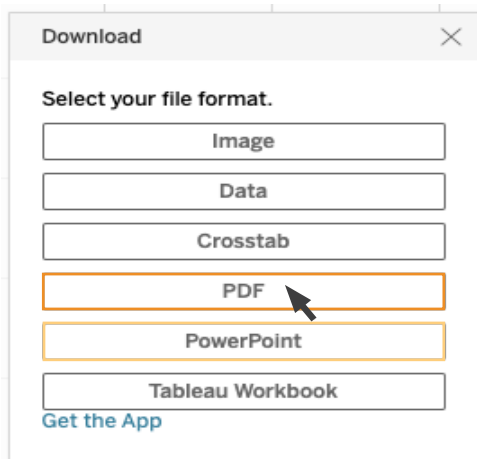 Download
Select your file format.
Image
Data
Crosstab
PDF
PowerPoint
Tableau Workbook
Get the App